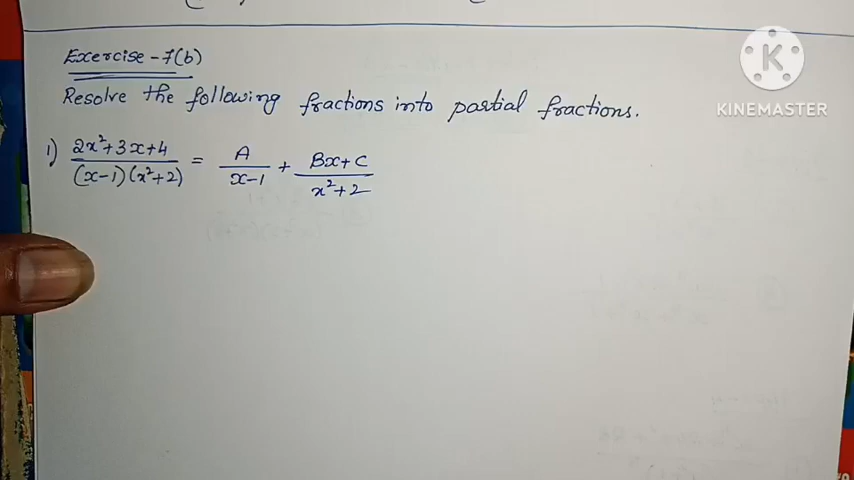 Exercise - 7(b)
Resolve the following fractions into partial fractions.
1) (2x²+3x+4)/((x-1)(x²+2)) = A/(x-1) + (Bx+C)/(x²+2)
K
KINEMASTER